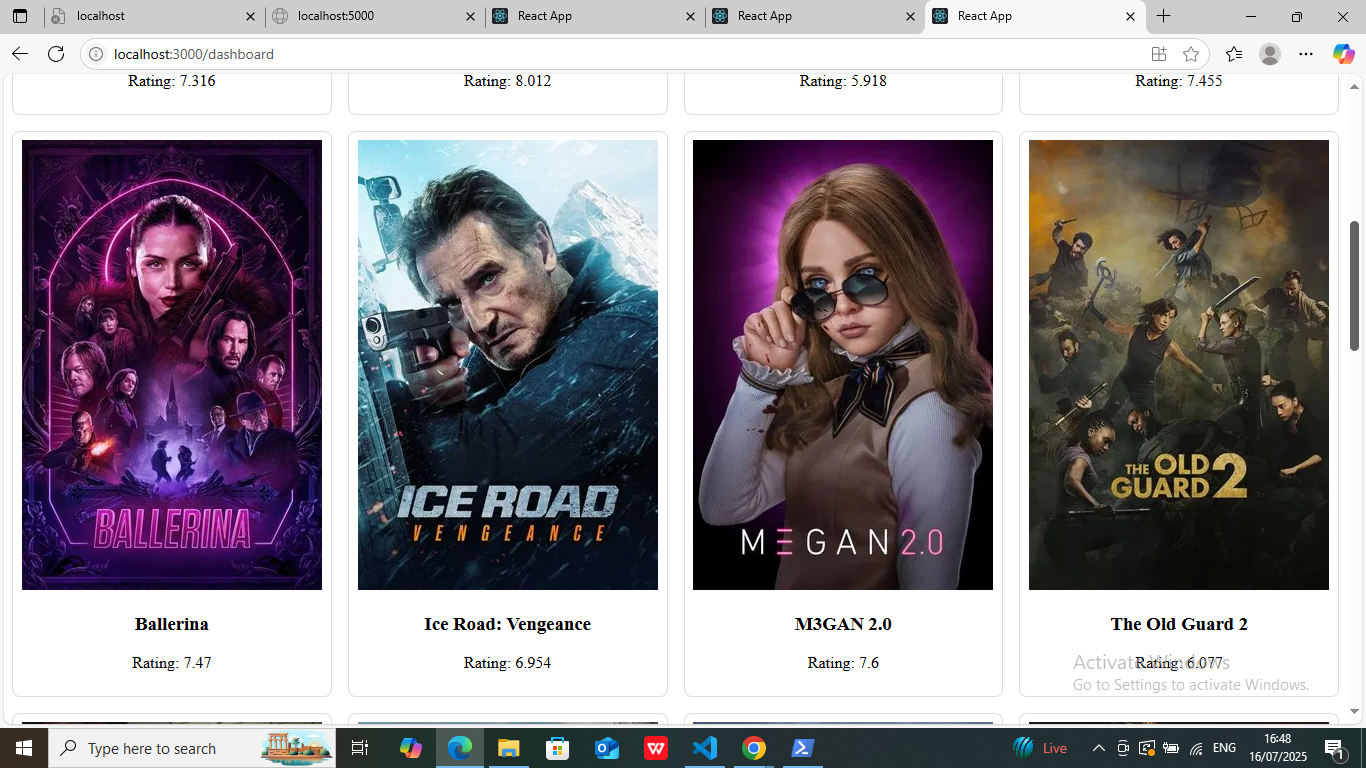 localhost
localhost:5000
React App
React App
React App
localhost:3000/dashboard
Rating: 7.316
Rating: 8.012
Rating: 5.918
Rating: 7.455
BALLERINA
ICE ROAD
VENGEANCE
M Ξ GAN 2.0
THE OLD
GUARD 2
Ballerina
Ice Road: Vengeance
M3GAN 2.0
The Old Guard 2
Rating: 7.47
Rating: 6.954
Rating: 7.6
Rating: 6.077
Activate Windows
Go to Settings to activate Windows.
Type here to search
Live
ENG
16:48
16/07/2025
1